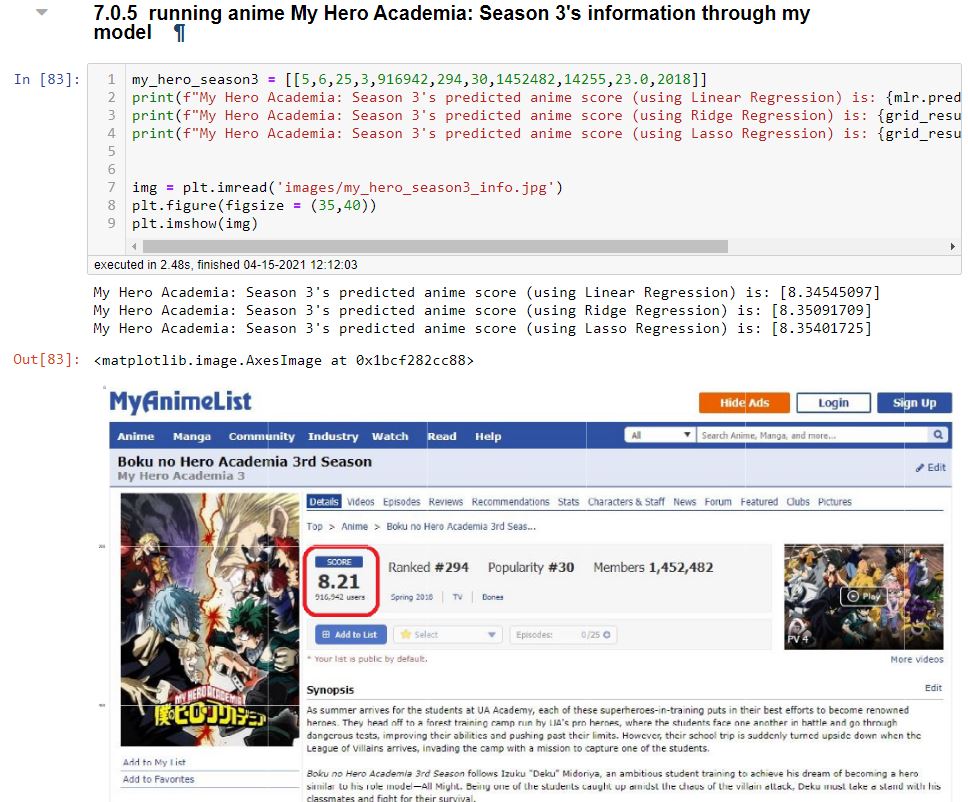 7.0.5 running anime My Hero Academia: Season 3's information through my
model ¶
In [83]:
1 my_hero_season3 = [[5,6,25,3,916942,294,30,1452482,14255,23.0,2018]]
2 print(f"My Hero Academia: Season 3's predicted anime score (using Linear Regression) is: {mlr.pred
3 print(f"My Hero Academia: Season 3's predicted anime score (using Ridge Regression) is: {grid_resu
4 print(f"My Hero Academia: Season 3's predicted anime score (using Lasso Regression) is: {grid_resu
5
6
7 img = plt.imread('images/my_hero_season3_info.jpg')
8 plt.figure(figsize = (35,40))
9 plt.imshow(img)
executed in 2.48s, finished 04-15-2021 12:12:03
My Hero Academia: Season 3's predicted anime score (using Linear Regression) is: [8.34545097]
My Hero Academia: Season 3's predicted anime score (using Ridge Regression) is: [8.35091709]
My Hero Academia: Season 3's predicted anime score (using Lasso Regression) is: [8.35401725]
Out[83]: <matplotlib.image.AxesImage at 0x1bcf282cc88>
MyAnimeList
Hide Ads Login Sign Up
Anime Manga Community Industry Watch Read Help
All Search Anime, Manga, and more...
Boku no Hero Academia 3rd Season
My Hero Academia 3
Edit
Details Videos Episodes Reviews Recommendations Stats Characters & Staff News Forum Featured Clubs Pictures
Top > Anime > Boku no Hero Academia 3rd Seas...
SCORE
8.21
916,942 users
Ranked #294 Popularity #30 Members 1,452,482
Spring 2018 TV Bones
Play
PV 4
Add to List Select Episodes: 0/25
* Your list is public by default.
More videos
Synopsis
Edit
As summer arrives for the students at UA Academy, each of these superheroes-in-training puts in their best efforts to become renowned
heroes. They head off to a forest training camp run by UA's pro heroes, where the students face one another in battle and go through
dangerous tests, improving their abilities and pushing past their limits. However, their school trip is suddenly turned upside down when the
League of Villains arrives, invading the camp with a mission to capture one of the students.
Boku no Hero Academia 3rd Season follows Izuku "Deku" Midoriya, an ambitious student training to achieve his dream of becoming a hero
similar to his role model—All Might. Being one of the students caught up amidst the chaos of the villain attack, Deku must take a stand with his
classmates and fight for their survival.
MY HERO ACADEMIA
僕のヒーローアカデミア
Add to My List
Add to Favorites